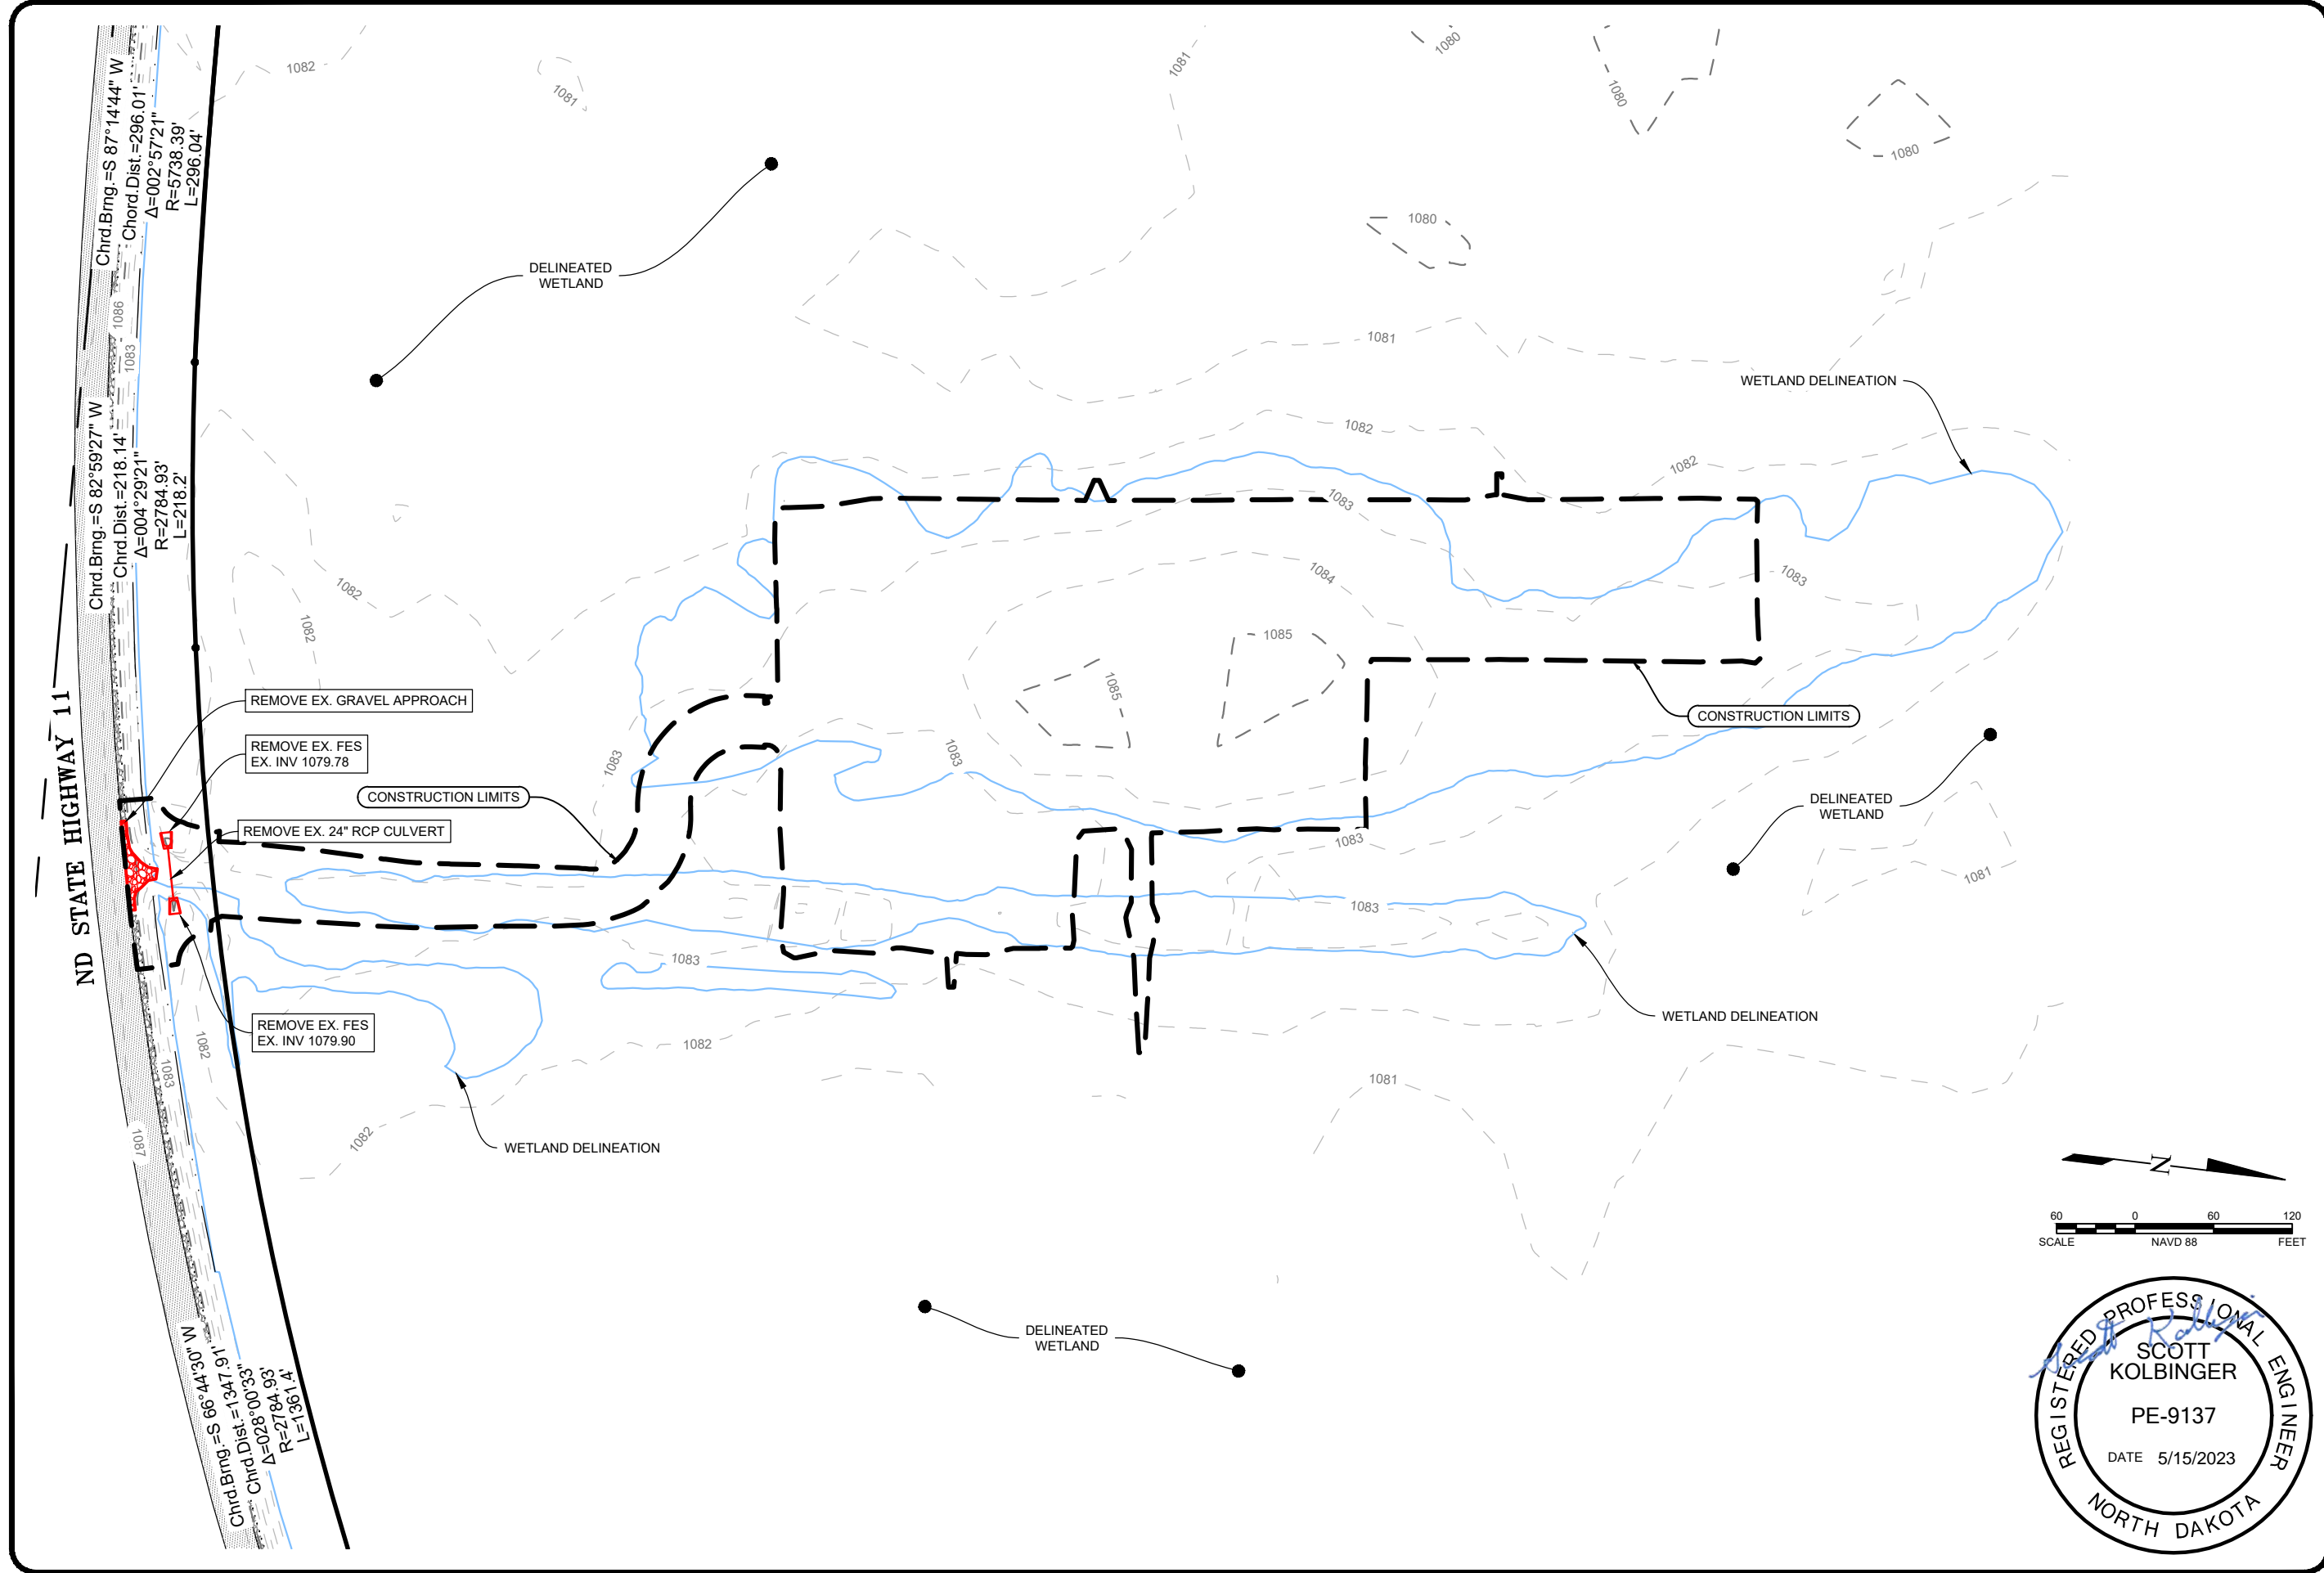 Chrd.Brng.=S 87°14'44" W
Chord.Dist.=296.01'
Δ=002°57'21"
R=5738.39'
L=296.04'
1082
1081
1081
1080
1080
1080
1080
DELINEATED
WETLAND
1086
1083
1081
WETLAND DELINEATION
Chrd.Brng.=S 82°59'27" W
Chrd.Dist.=218.14'
Δ=004°29'21"
R=2784.93'
L=218.2'
1082
1082
1083
1082
1082
1084
1083
1085
1085
ND STATE HIGHWAY 11
REMOVE EX. GRAVEL APPROACH
REMOVE EX. FES
EX. INV 1079.78
CONSTRUCTION LIMITS
REMOVE EX. 24" RCP CULVERT
1083
1083
CONSTRUCTION LIMITS
DELINEATED
WETLAND
1083
1081
1083
1083
REMOVE EX. FES
EX. INV 1079.90
WETLAND DELINEATION
1082
1083
1082
1081
1087
1082
WETLAND DELINEATION
N
60 0 60 120
SCALE NAVD 88 FEET
DELINEATED
WETLAND
Chrd.Brng.=S 66°44'30" W
Chrd.Dist.=1347.91'
Δ=028°00'33"
R=2784.93'
L=1361.4'
REGISTERED PROFESSIONAL ENGINEER
Scott Kolbinger
SCOTT
KOLBINGER
PE-9137
DATE 5/15/2023
NORTH DAKOTA